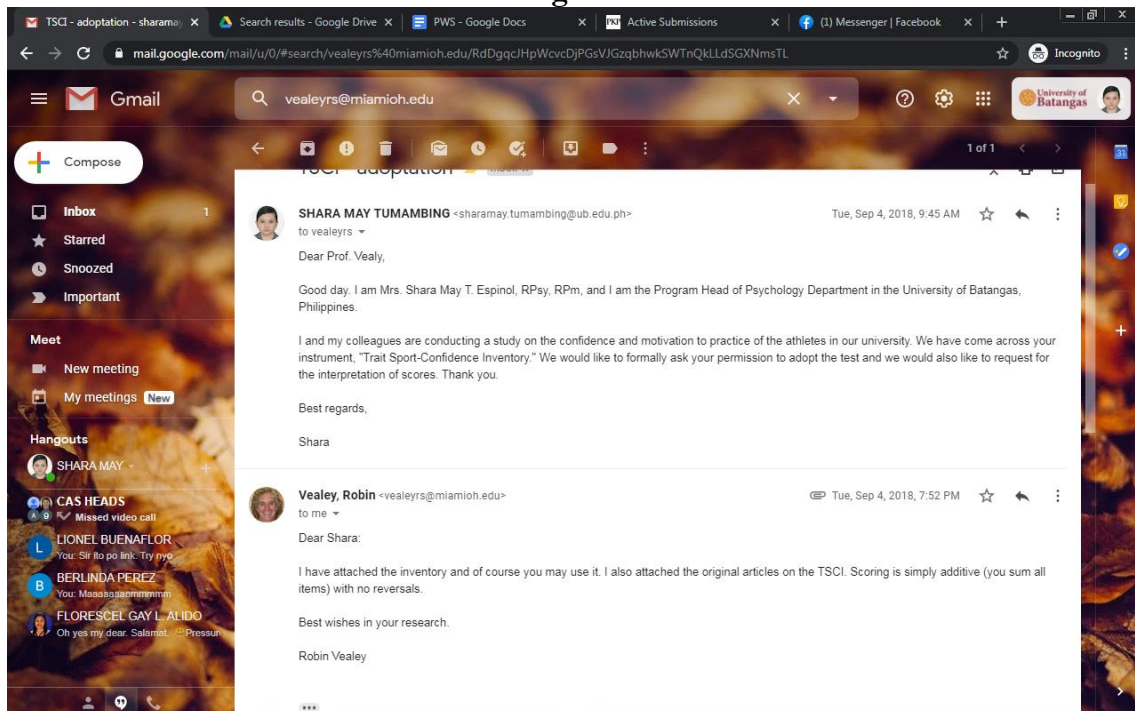 TSCI - adoptation - sharama
Search results - Google Drive
PWS - Google Docs
PKP Active Submissions
(1) Messenger | Facebook
mail.google.com/mail/u/0/#search/vealeyrs%40miamioh.edu/RdDgqcJHpWcvcDjPGsVJGzqbhwkSWTnQkLLdSGXNmsTL
Incognito
Gmail
vealeyrs@miamioh.edu
University of
Batangas
Compose
1 of 1
31
TSCI - adoptation
Inbox x
Inbox 1
Starred
Snoozed
Important
Meet
New meeting
My meetings New
Hangouts
SHARA MAY
CAS HEADS
A 9 Missed video call
L LIONEL BUENAFLOR
You: Sir ito po link. Try nyo
B BERLINDA PEREZ
You: Maaaaaaommmmm
FLORESCEL GAY L. ALIDO
Oh yes my dear. Salamat. Pressun
SHARA MAY TUMAMBING <sharamay.tumambing@ub.edu.ph>
Tue, Sep 4, 2018, 9:45 AM
to vealeyrs
Dear Prof. Vealy,
Good day. I am Mrs. Shara May T. Espinol, RPsy, RPm, and I am the Program Head of Psychology Department in the University of Batangas,
Philippines.
I and my colleagues are conducting a study on the confidence and motivation to practice of the athletes in our university. We have come across your
instrument, "Trait Sport-Confidence Inventory." We would like to formally ask your permission to adopt the test and we would also like to request for
the interpretation of scores. Thank you.
Best regards,
Shara
Vealey, Robin <vealeyrs@miamioh.edu>
Tue, Sep 4, 2018, 7:52 PM
to me
Dear Shara:
I have attached the inventory and of course you may use it. I also attached the original articles on the TSCI. Scoring is simply additive (you sum all
items) with no reversals.
Best wishes in your research.
Robin Vealey